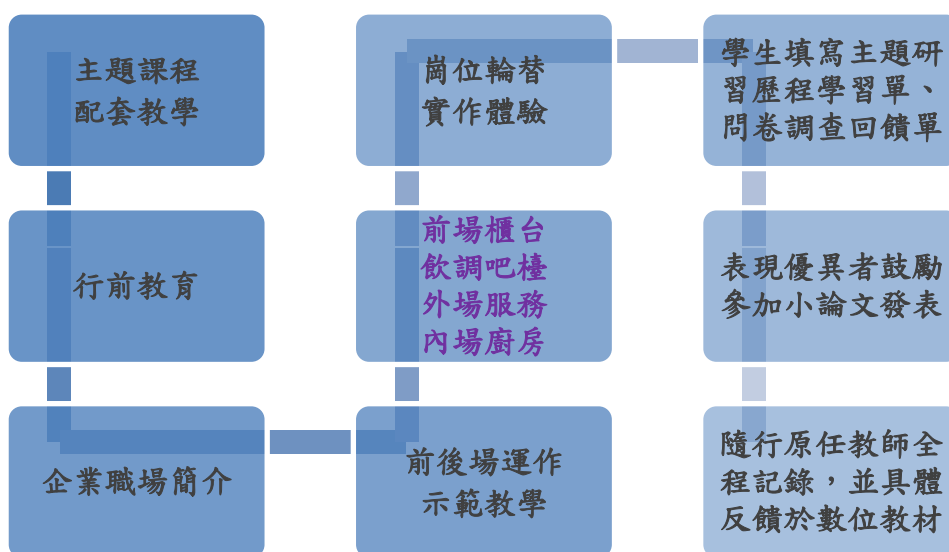 主題課程
配套教學
行前教育
企業職場簡介
前後場運作
示範教學
前場櫃台
飲調吧檯
外場服務
內場廚房
崗位輪替
實作體驗
學生填寫主題研
習歷程學習單、
問卷調查回饋單
表現優異者鼓勵
參加小論文發表
隨行原任教師全
程記錄，並具體
反饋於數位教材